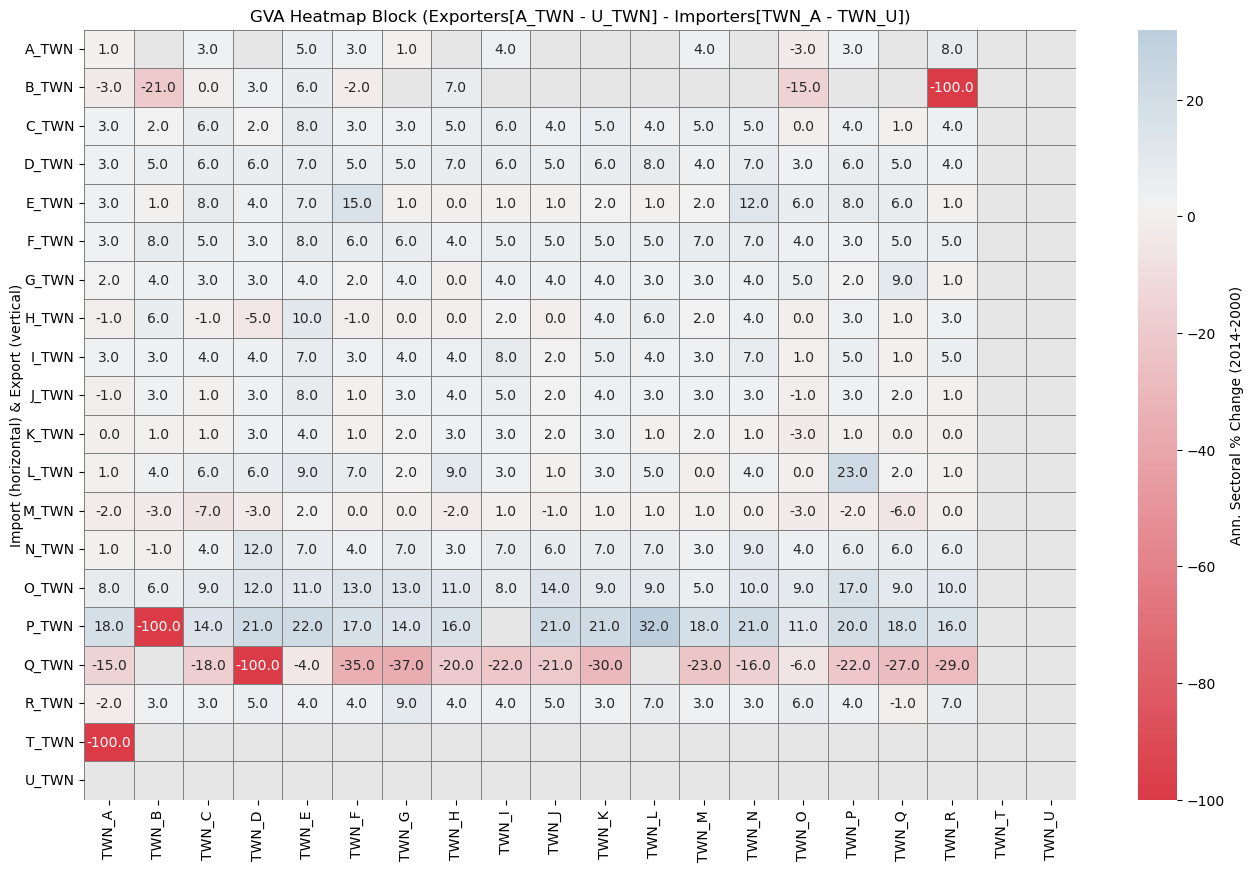 GVA Heatmap Block (Exporters[A_TWN - U_TWN] - Importers[TWN_A - TWN_U])
Import (horizontal) & Export (vertical)
A_TWN 1.0 3.0 5.0 3.0 1.0 4.0 4.0 -3.0 3.0 8.0
B_TWN -3.0 -21.0 0.0 3.0 6.0 -2.0 7.0 -15.0 -100.0
C_TWN 3.0 2.0 6.0 2.0 8.0 3.0 3.0 5.0 6.0 4.0 5.0 4.0 5.0 5.0 0.0 4.0 1.0 4.0
D_TWN 3.0 5.0 6.0 6.0 7.0 5.0 5.0 7.0 6.0 5.0 6.0 8.0 4.0 7.0 3.0 6.0 5.0 4.0
E_TWN 3.0 1.0 8.0 4.0 7.0 15.0 1.0 0.0 1.0 1.0 2.0 1.0 2.0 12.0 6.0 8.0 6.0 1.0
F_TWN 3.0 8.0 5.0 3.0 8.0 6.0 6.0 4.0 5.0 5.0 5.0 5.0 7.0 7.0 4.0 3.0 5.0 5.0
G_TWN 2.0 4.0 3.0 3.0 4.0 2.0 4.0 0.0 4.0 4.0 4.0 3.0 3.0 4.0 5.0 2.0 9.0 1.0
H_TWN -1.0 6.0 -1.0 -5.0 10.0 -1.0 0.0 0.0 2.0 0.0 4.0 6.0 2.0 4.0 0.0 3.0 1.0 3.0
I_TWN 3.0 3.0 4.0 4.0 7.0 3.0 4.0 4.0 8.0 2.0 5.0 4.0 3.0 7.0 1.0 5.0 1.0 5.0
J_TWN -1.0 3.0 1.0 3.0 8.0 1.0 3.0 4.0 5.0 2.0 4.0 3.0 3.0 3.0 -1.0 3.0 2.0 1.0
K_TWN 0.0 1.0 1.0 3.0 4.0 1.0 2.0 3.0 3.0 2.0 3.0 1.0 2.0 1.0 -3.0 1.0 0.0 0.0
L_TWN 1.0 4.0 6.0 6.0 9.0 7.0 2.0 9.0 3.0 1.0 3.0 5.0 0.0 4.0 0.0 23.0 2.0 1.0
M_TWN -2.0 -3.0 -7.0 -3.0 2.0 0.0 0.0 -2.0 1.0 -1.0 1.0 1.0 1.0 0.0 -3.0 -2.0 -6.0 0.0
N_TWN 1.0 -1.0 4.0 12.0 7.0 4.0 7.0 3.0 7.0 6.0 7.0 7.0 3.0 9.0 4.0 6.0 6.0 6.0
O_TWN 8.0 6.0 9.0 12.0 11.0 13.0 13.0 11.0 8.0 14.0 9.0 9.0 5.0 10.0 9.0 17.0 9.0 10.0
P_TWN 18.0 -100.0 14.0 21.0 22.0 17.0 14.0 16.0 21.0 21.0 32.0 18.0 21.0 11.0 20.0 18.0 16.0
Q_TWN -15.0 -18.0 -100.0 -4.0 -35.0 -37.0 -20.0 -22.0 -21.0 -30.0 -23.0 -16.0 -6.0 -22.0 -27.0 -29.0
R_TWN -2.0 3.0 3.0 5.0 4.0 4.0 9.0 4.0 4.0 5.0 3.0 7.0 3.0 3.0 6.0 4.0 -1.0 7.0
T_TWN -100.0
U_TWN
TWN_A TWN_B TWN_C TWN_D TWN_E TWN_F TWN_G TWN_H TWN_I TWN_J TWN_K TWN_L TWN_M TWN_N TWN_O TWN_P TWN_Q TWN_R TWN_T TWN_U
20
0
−20
−40
−60
−80
−100
Ann. Sectoral % Change (2014-2000)